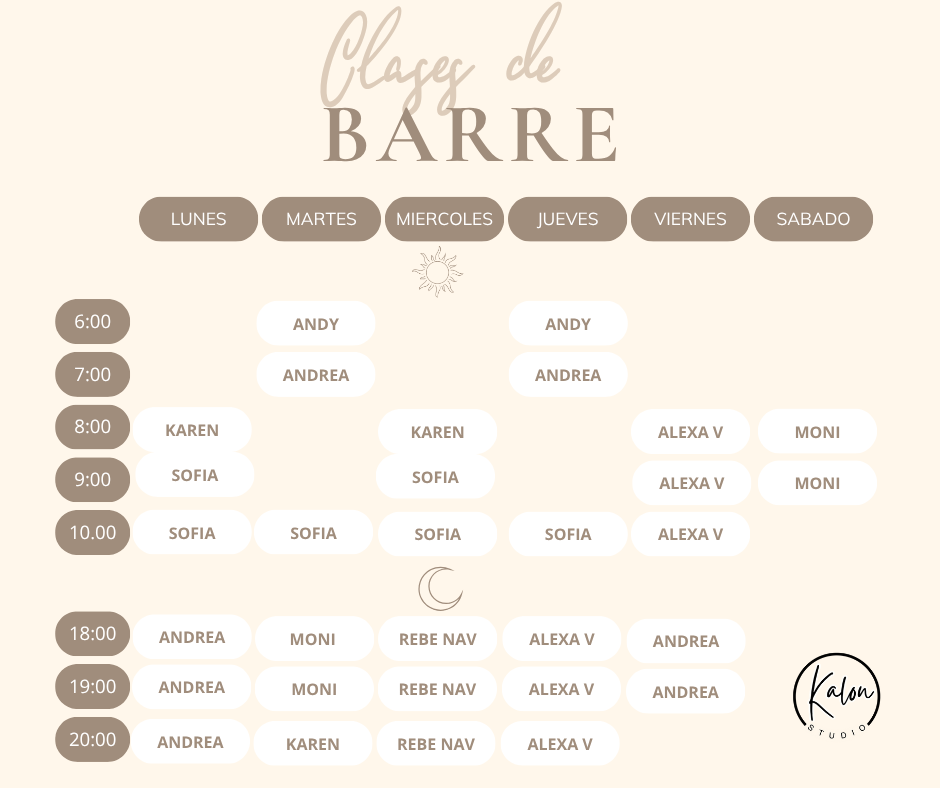 Clases de
BARRE
LUNES MARTES MIERCOLES JUEVES VIERNES SABADO
6:00 ANDY ANDY
7:00 ANDREA ANDREA
8:00 KAREN KAREN ALEXA V MONI
9:00 SOFIA SOFIA ALEXA V MONI
10.00 SOFIA SOFIA SOFIA SOFIA ALEXA V
18:00 ANDREA MONI REBE NAV ALEXA V ANDREA
19:00 ANDREA MONI REBE NAV ALEXA V ANDREA
20:00 ANDREA KAREN REBE NAV ALEXA V
Kalon
STUDIO